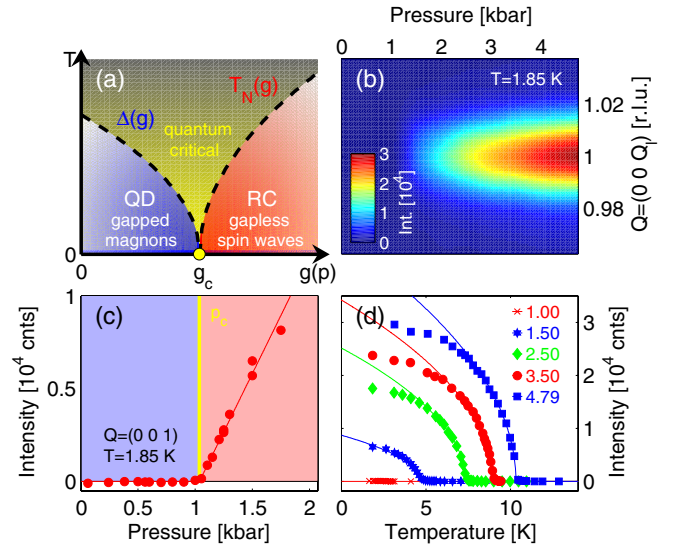 Pressure [kbar]
0 1 2 3 4
T
(a)
T_N(g)
Δ(g)
quantum
critical
QD
gapped
magnons
RC
gapless
spin waves
0
0
g_c
g(p)
(b)
T=1.85 K
3
2
1
0
Int. [10^4]
1.02
1
0.98
Q=(0 0 Q_l) [r.l.u.]
(c)
p_c
Q=(0 0 1)
T=1.85 K
1
0.5
0
Intensity [10^4 cnts]
0 0.5 1 1.5 2
Pressure [kbar]
(d)
1.00
1.50
2.50
3.50
4.79
3
2
1
0
Intensity [10^4 cnts]
0 5 10
Temperature [K]